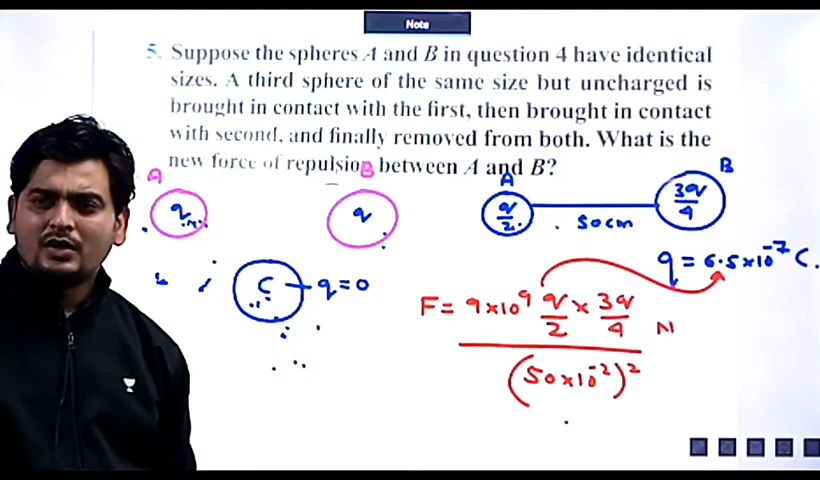 Note
5. Suppose the spheres A and B in question 4 have identical
sizes. A third sphere of the same size but uncharged is
brought in contact with the first, then brought in contact
with second, and finally removed from both. What is the
new force of repulsion between A and B?
A
B
q
q
C q=0
A
B
q/2
3q/4
50cm
q = 6.5×10⁻⁷ C.
F = 9×10⁹ q/2 × 3q/4 N
(50×10⁻²)²